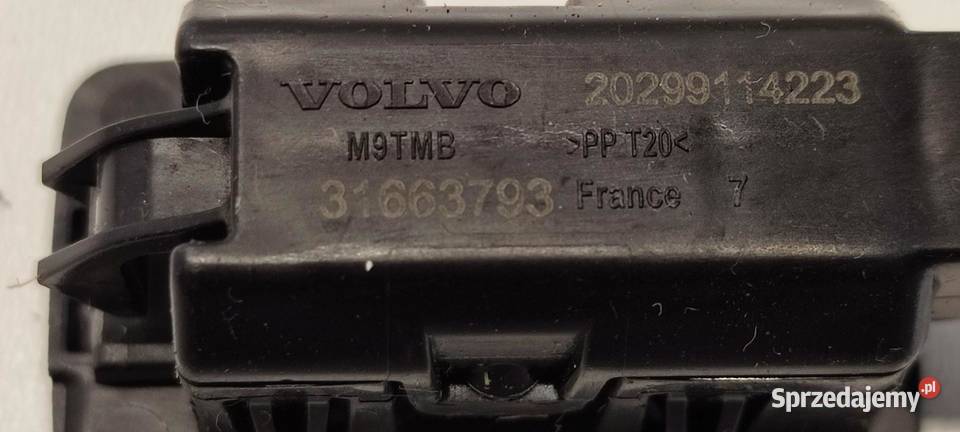 VOLVO 20299114223
M9TMB >PP T20<
31663793 France 7
Sprzedajemy.pl